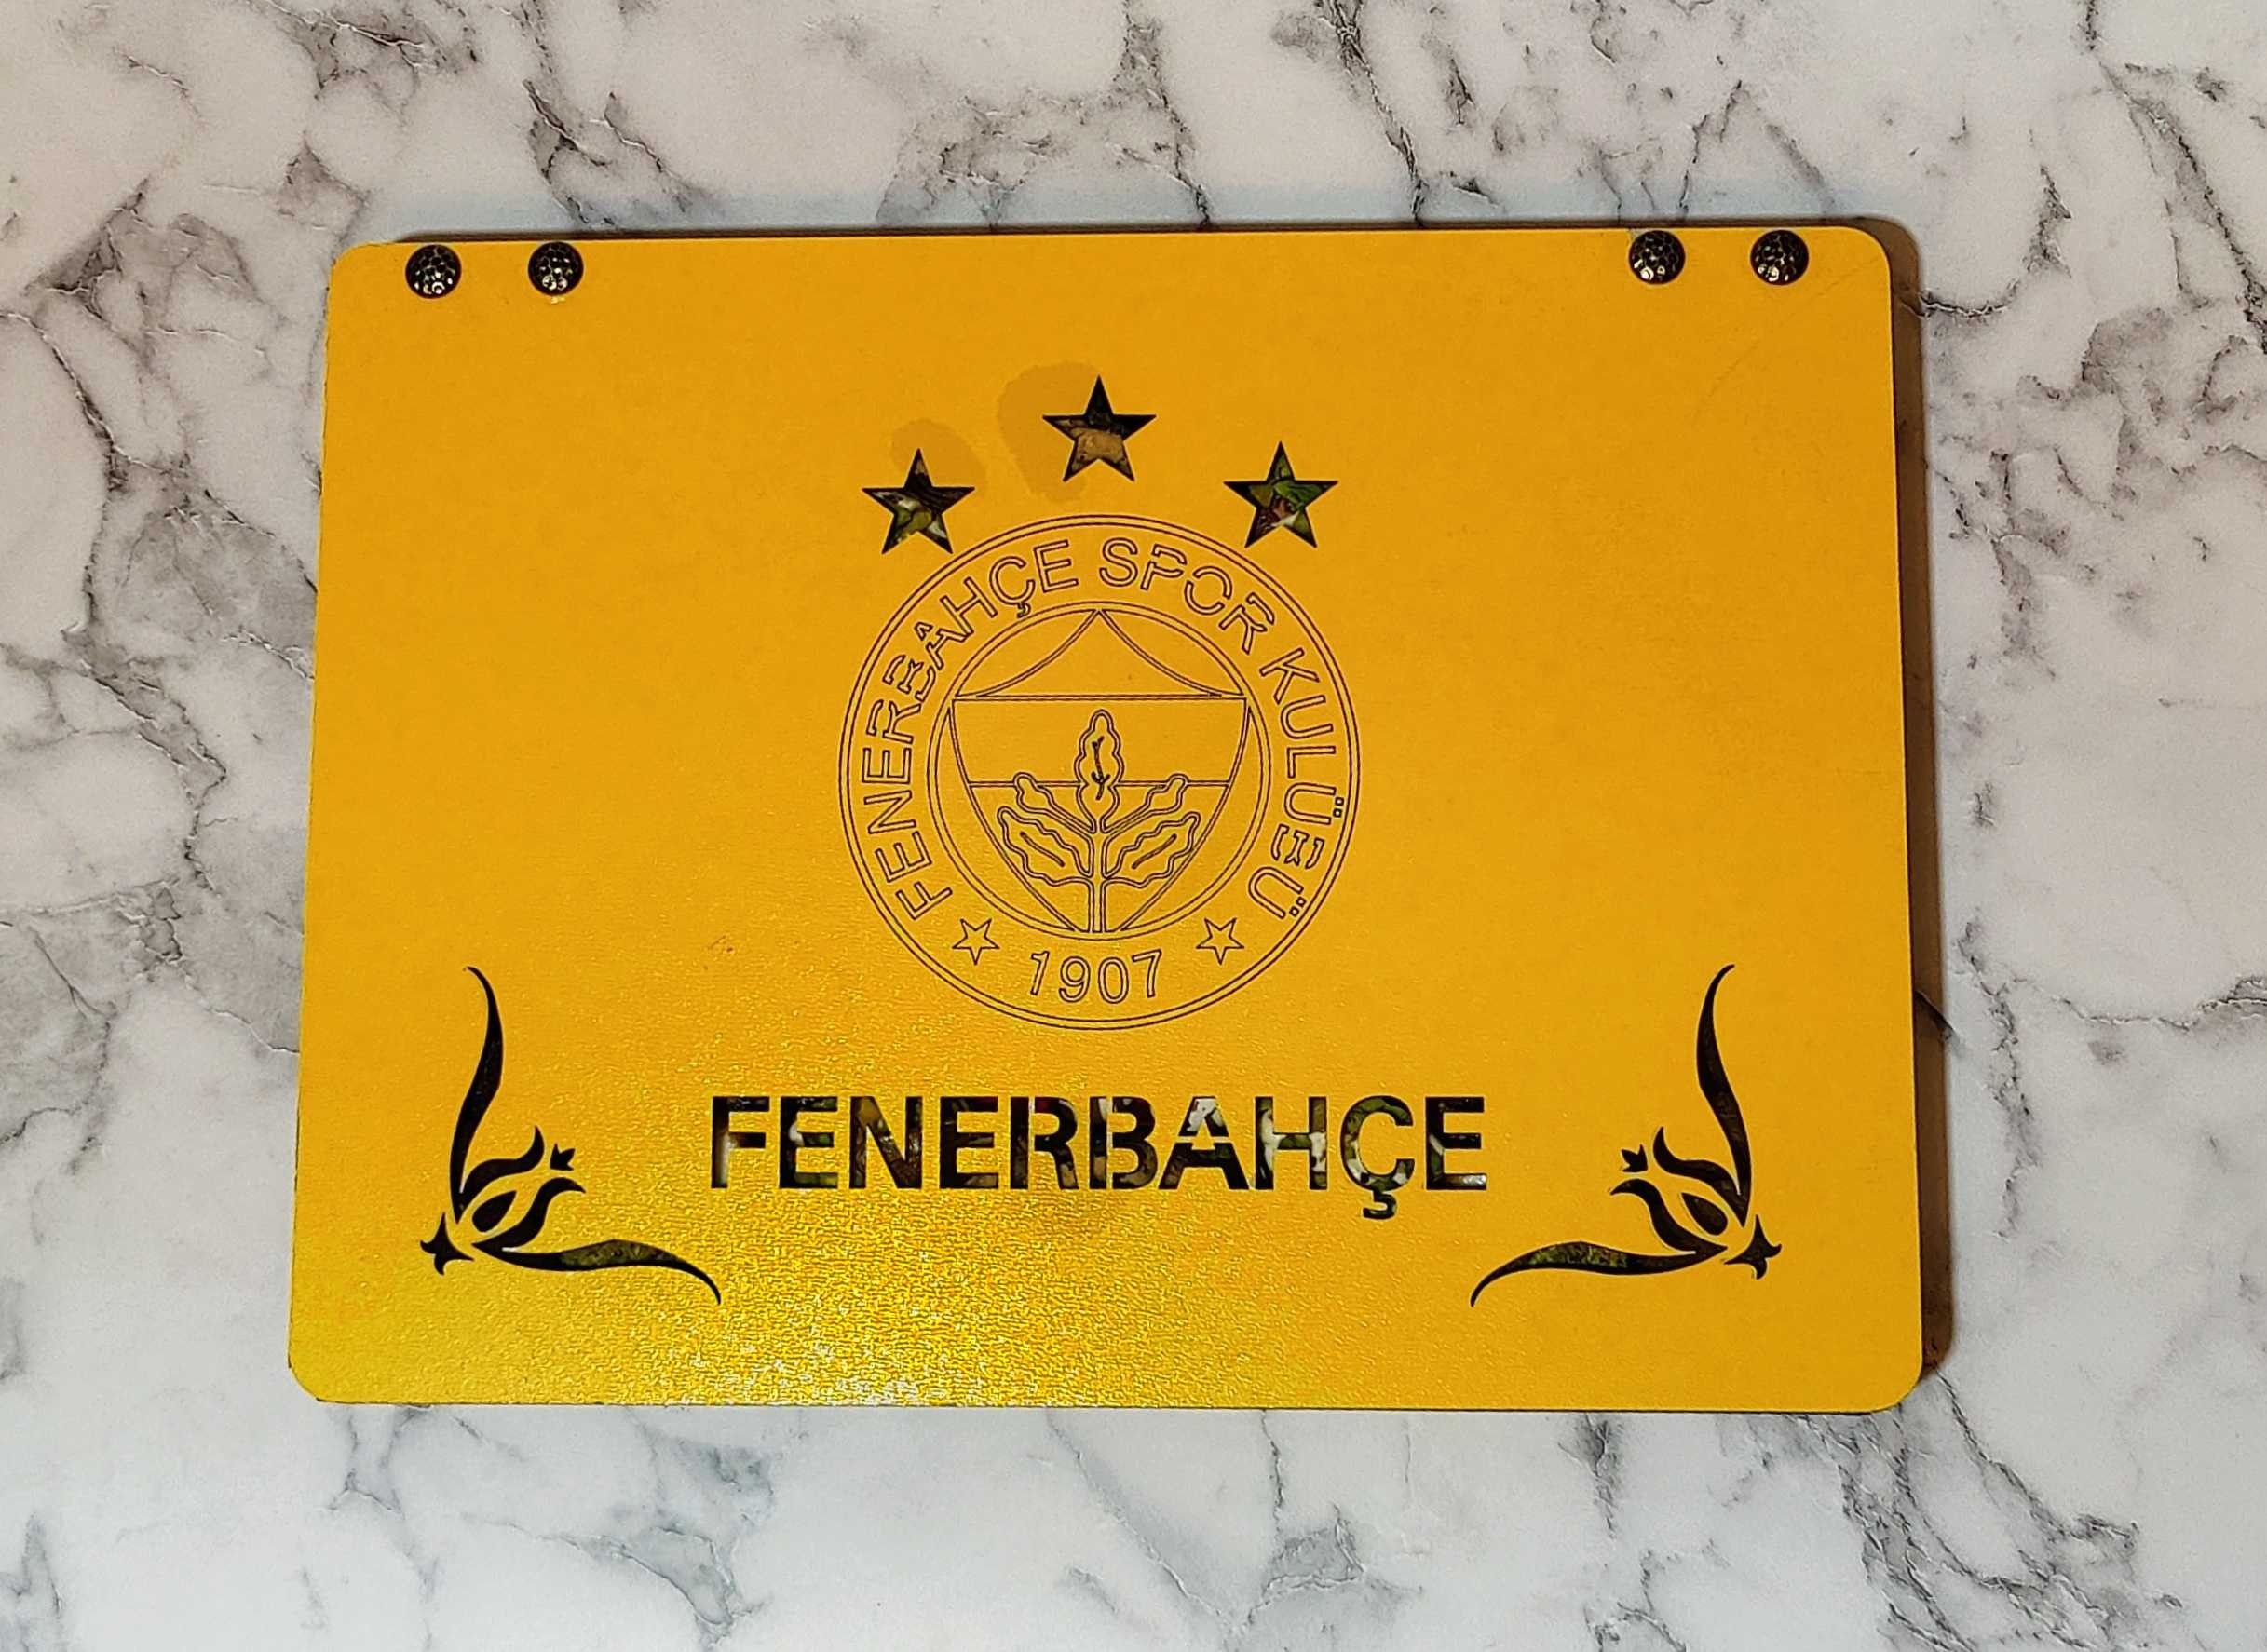 FENERBAHÇE SPOR KULÜBÜ
1907
FENERBAHÇE